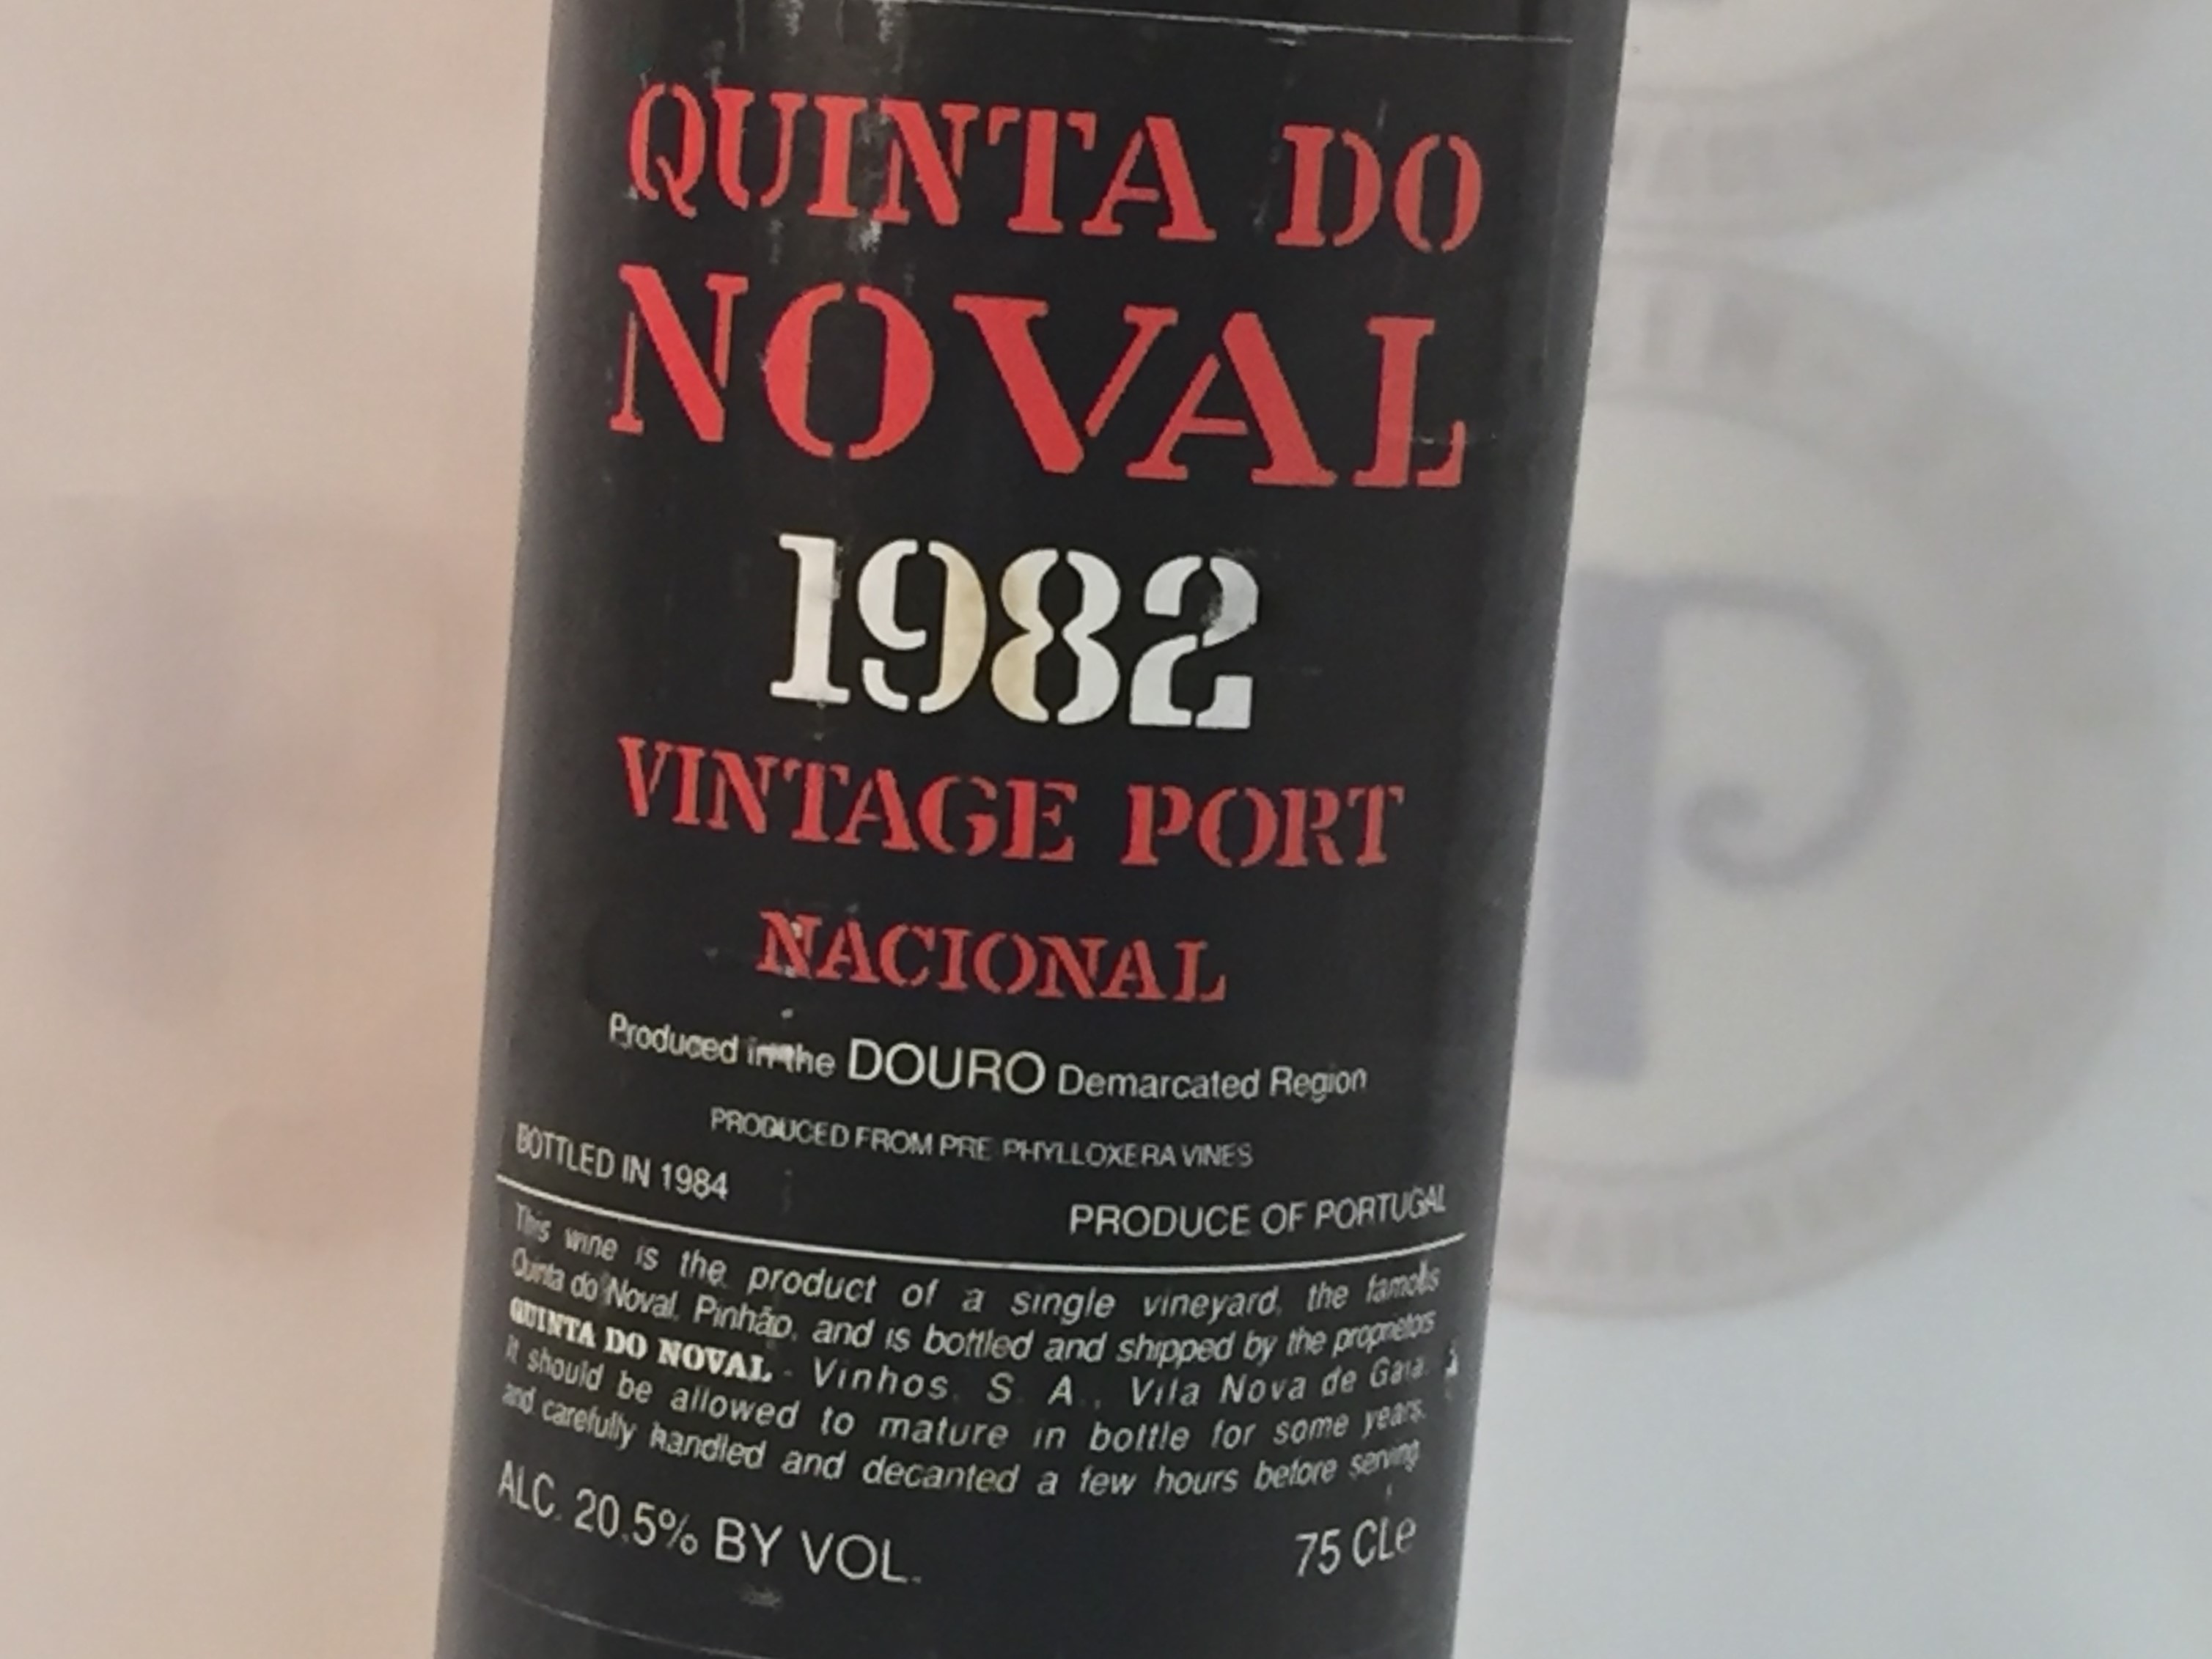 QUINTA DO
NOVAL
1982
VINTAGE PORT
NACIONAL
Produced in the DOURO Demarcated Region
PRODUCED FROM PRE PHYLLOXERA VINES
BOTTLED IN 1984
PRODUCE OF PORTUGAL
This wine is the product of a single vineyard, the famous
Quinta do Noval, Pinhão, and is bottled and shipped by the proprietors
QUINTA DO NOVAL - Vinhos, S. A., Vila Nova de Gaia.
It should be allowed to mature in bottle for some years,
and carefully handled and decanted a few hours before serving.
ALC. 20.5% BY VOL.
75 CLe